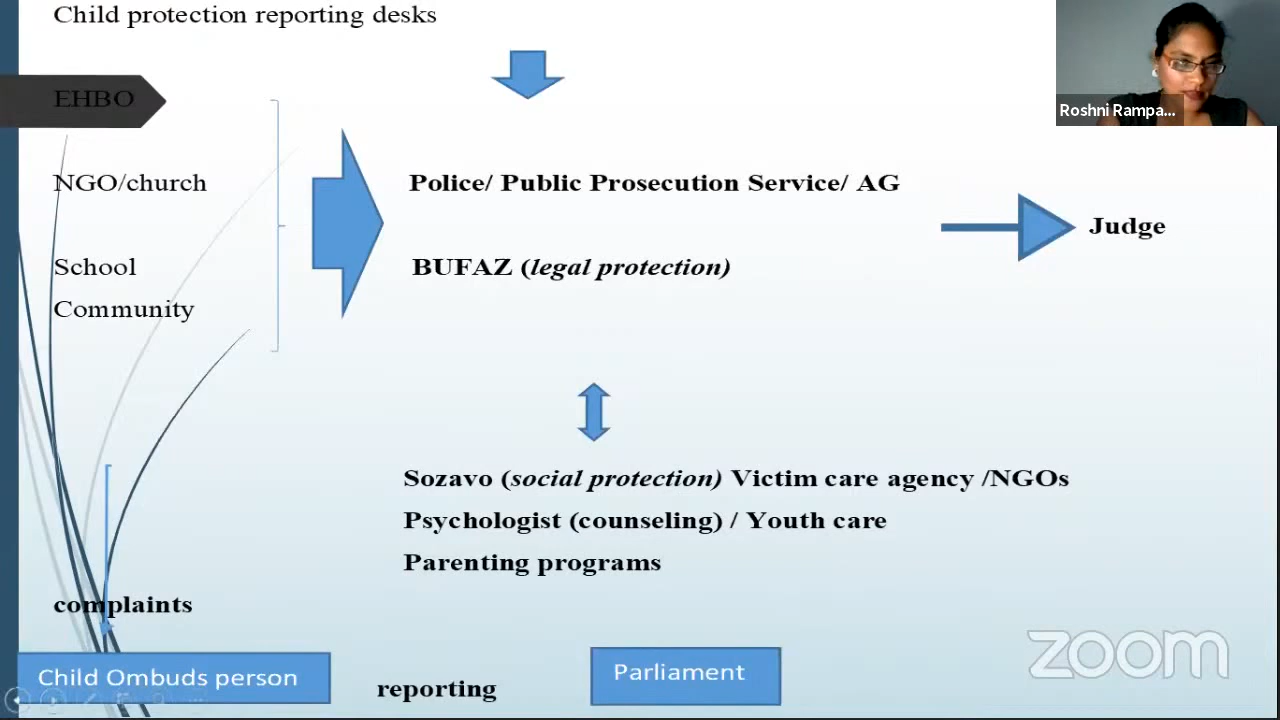 Child protection reporting desks
Roshni Rampa...
EHBO
NGO/church
Police/ Public Prosecution Service/ AG
Judge
School
BUFAZ (legal protection)
Community
Sozavo (social protection) Victim care agency /NGOs
Psychologist (counseling) / Youth care
Parenting programs
complaints
zoom
Child Ombuds person
Parliament
reporting